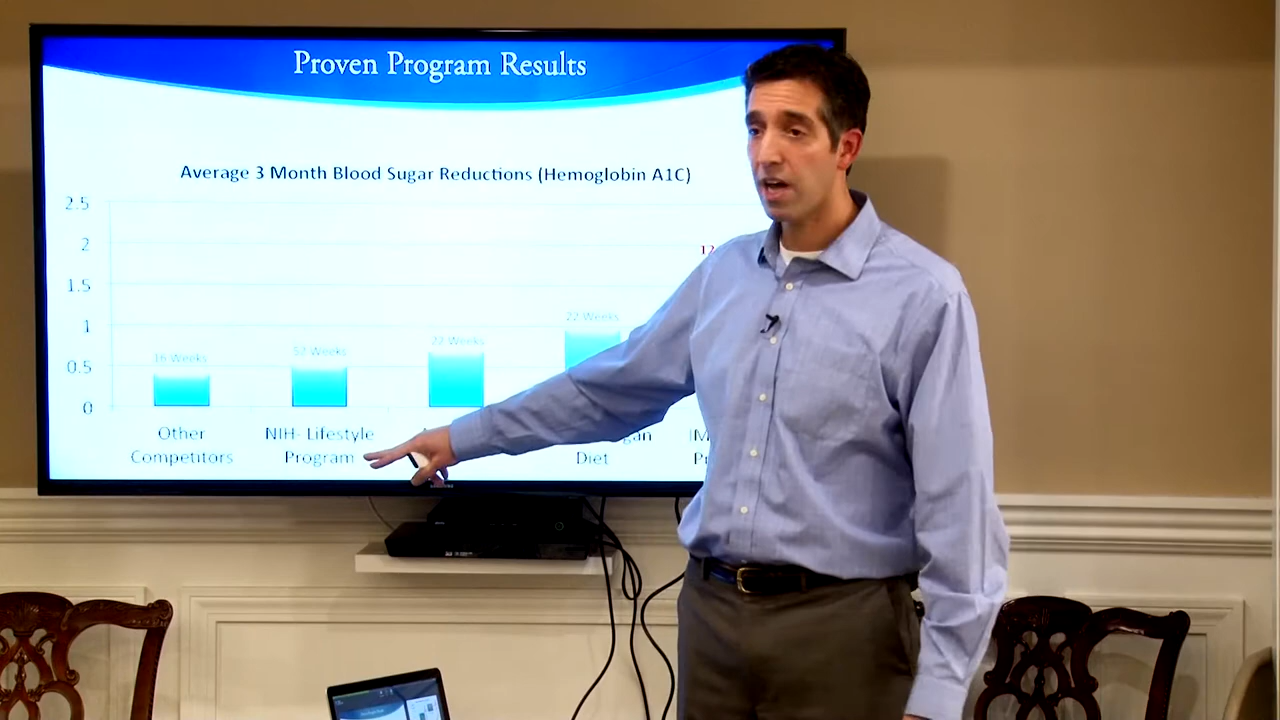 Proven Program Results
Average 3 Month Blood Sugar Reductions (Hemoglobin A1C)
2.5
2
1.5
1
0.5
0
12
16 Weeks
52 Weeks
22 Weeks
22 Weeks
Other
Competitors
NIH- Lifestyle
Program
Diet